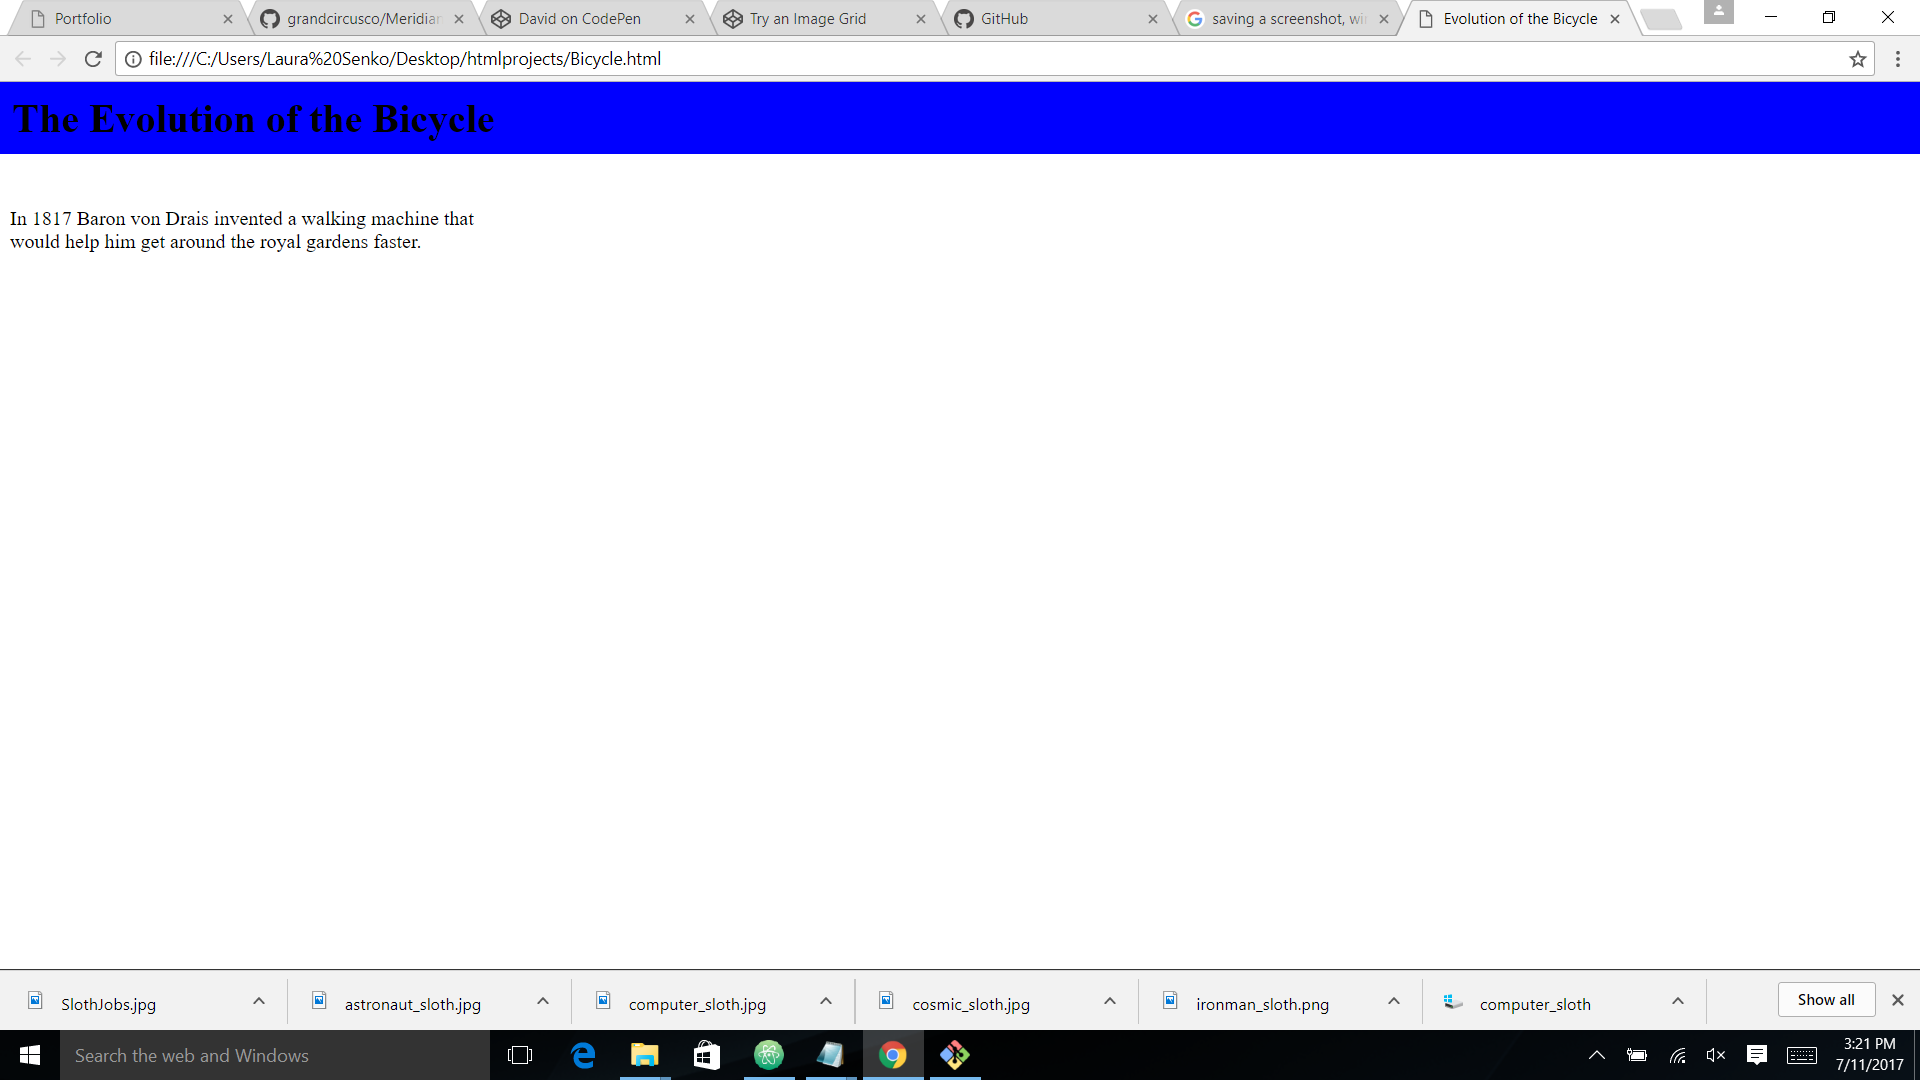 Portfolio
grandcircusco/Meridian
David on CodePen
Try an Image Grid
GitHub
saving a screenshot, wi
Evolution of the Bicycle
file:///C:/Users/Laura%20Senko/Desktop/htmlprojects/Bicycle.html
The Evolution of the Bicycle
In 1817 Baron von Drais invented a walking machine that
would help him get around the royal gardens faster.
SlothJobs.jpg
astronaut_sloth.jpg
computer_sloth.jpg
cosmic_sloth.jpg
ironman_sloth.png
computer_sloth
Show all
Search the web and Windows
3:21 PM
7/11/2017